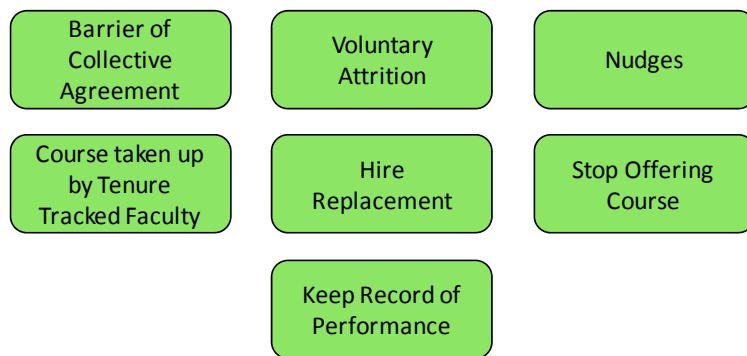 Barrier of
Collective
Agreement
Voluntary
Attrition
Nudges
Course taken up
by Tenure
Tracked Faculty
Hire
Replacement
Stop Offering
Course
Keep Record of
Performance